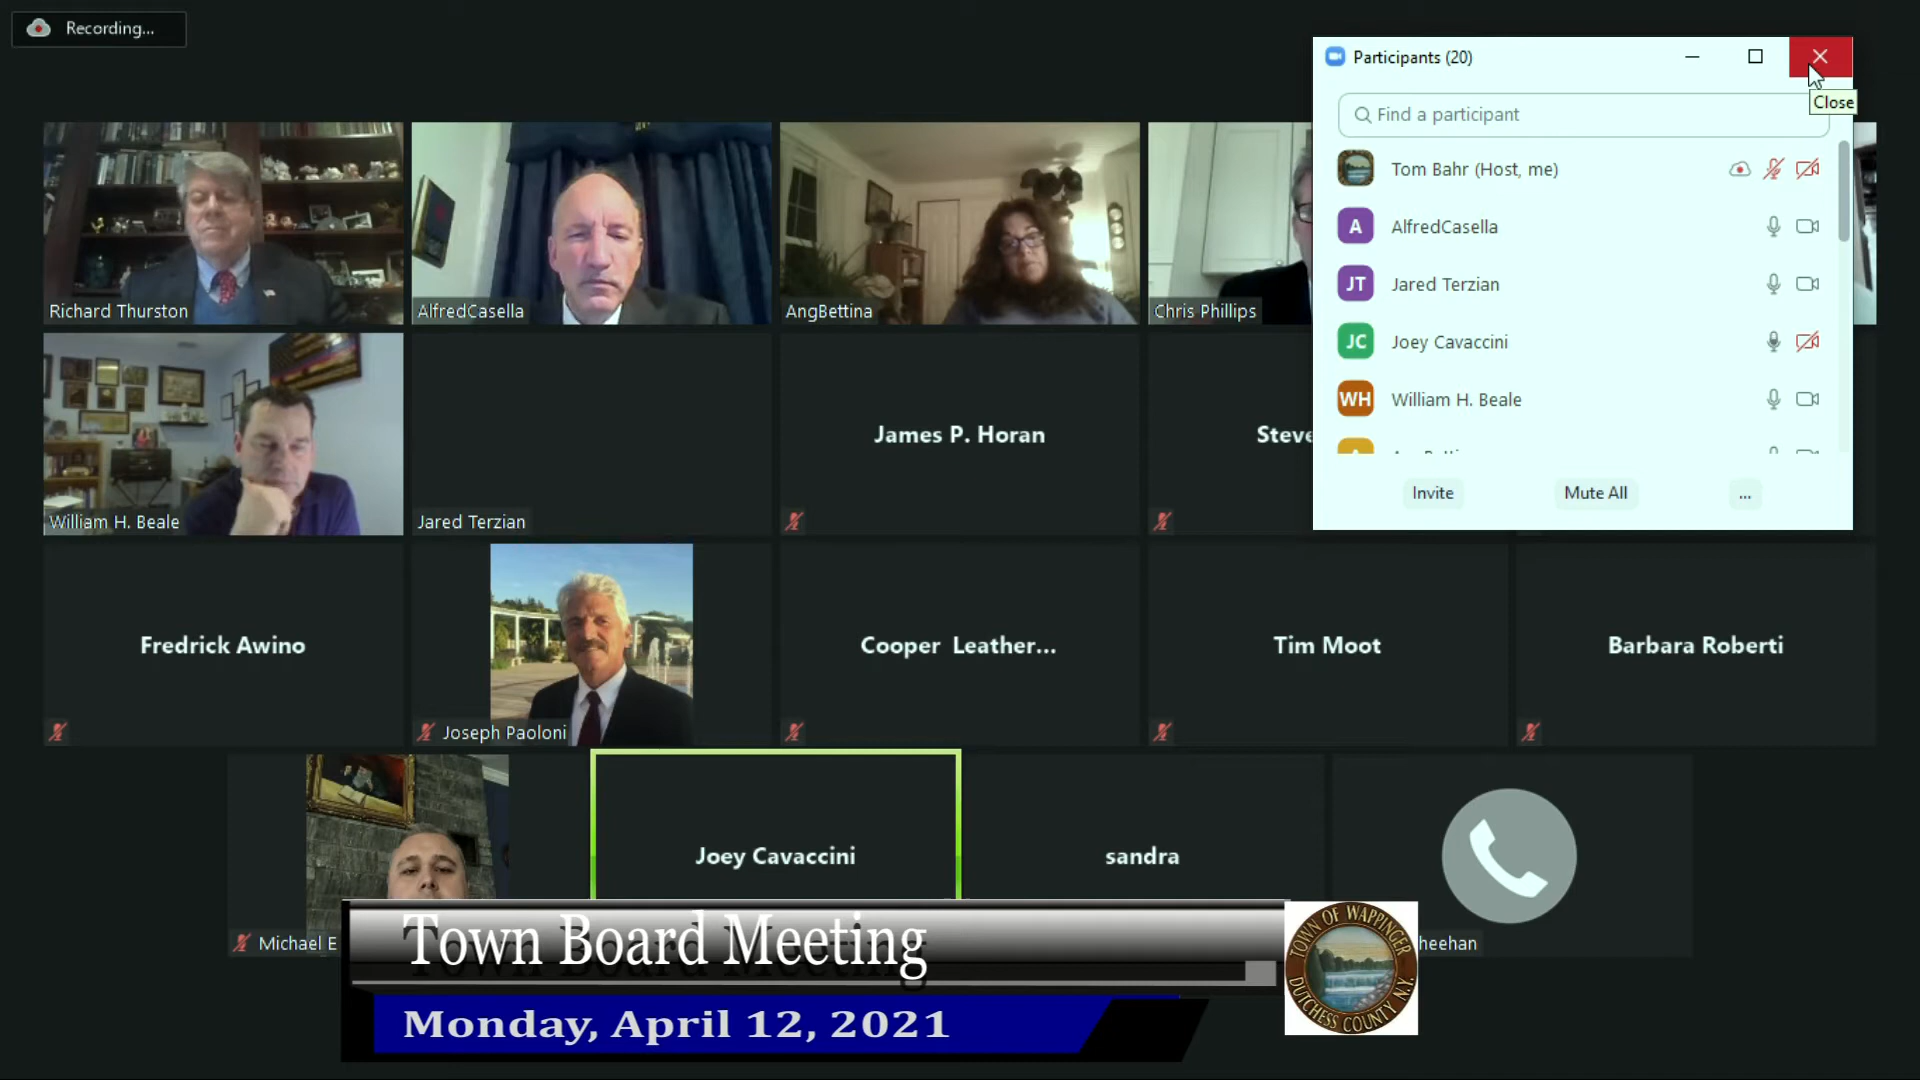 Recording...
Participants (20)
Close
Find a participant
Tom Bahr (Host, me)
A
AlfredCasella
JT
Jared Terzian
JC
Joey Cavaccini
WH
William H. Beale
Invite
Mute All
...
Richard Thurston
AlfredCasella
AngBettina
Chris Phillips
William H. Beale
Jared Terzian
James P. Horan
Steve
Fredrick Awino
Joseph Paoloni
Cooper Leather...
Tim Moot
Barbara Roberti
Michael E
Joey Cavaccini
sandra
heehan
Town Board Meeting
Monday, April 12, 2021
TOWN OF WAPPINGER
DUTCHESS COUNTY N.Y.